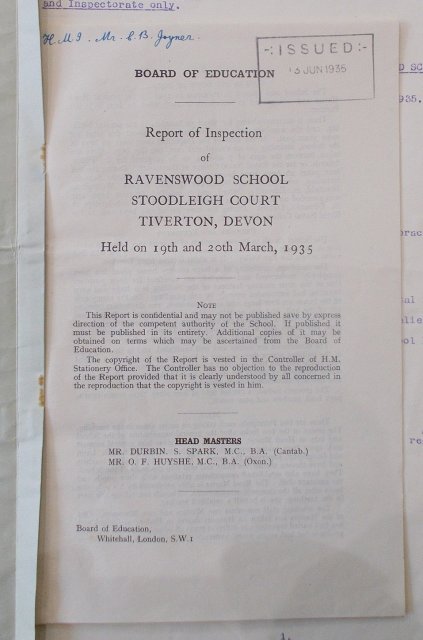 and Inspectorate only.
H.M.I. Mr. E.B. Joyner.
-:ISSUED:-
13 JUN 1935
BOARD OF EDUCATION
Report of Inspection
of
RAVENSWOOD SCHOOL
STOODLEIGH COURT
TIVERTON, DEVON
Held on 19th and 20th March, 1935
NOTE
This Report is confidential and may not be published save by express
direction of the competent authority of the School. If published it
must be published in its entirety. Additional copies of it may be
obtained on terms which may be ascertained from the Board of
Education.
The copyright of the Report is vested in the Controller of H.M.
Stationery Office. The Controller has no objection to the reproduction
of the Report provided that it is clearly understood by all concerned in
the reproduction that the copyright is vested in him.
HEAD MASTERS
MR. DURBIN. S. SPARK, M.C., B.A. (Cantab.)
MR. O. F. HUYSHE, M.C., B.A. (Oxon.)
Board of Education,
Whitehall, London, S.W.1
1.